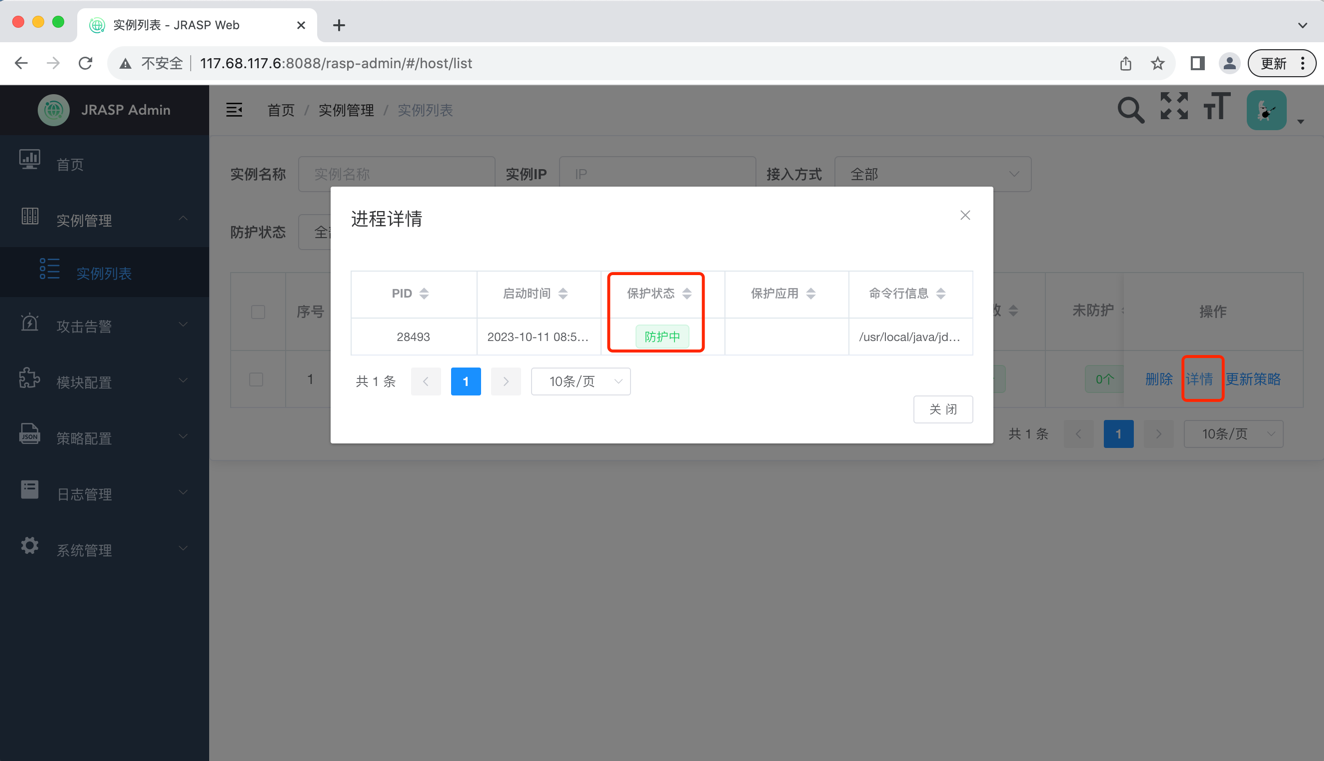 实例列表 - JRASP Web
不安全 117.68.117.6:8088/rasp-admin/#/host/list 更新
JRASP Admin
首页 / 实例管理 / 实例列表
首页
实例管理
实例列表
攻击告警
模块配置
策略配置
日志管理
系统管理
实例名称 实例名称 实例IP IP 接入方式 全部
防护状态
序号 未防护 操作
1 0个 删除 详情 更新策略
共 1 条 1 10条/页
进程详情
PID 启动时间 保护状态 保护应用 命令行信息
28493 2023-10-11 08:5... 防护中 /usr/local/java/jd...
共 1 条 1 10条/页
关 闭